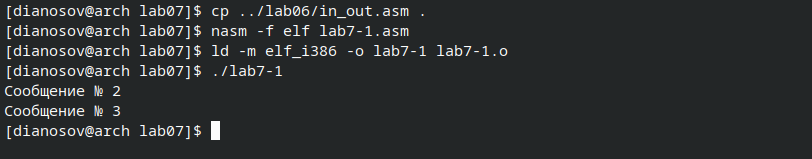 [dianosov@arch lab07]$ cp ../lab06/in_out.asm .
[dianosov@arch lab07]$ nasm -f elf lab7-1.asm
[dianosov@arch lab07]$ ld -m elf_i386 -o lab7-1 lab7-1.o
[dianosov@arch lab07]$ ./lab7-1
Сообщение № 2
Сообщение № 3
[dianosov@arch lab07]$